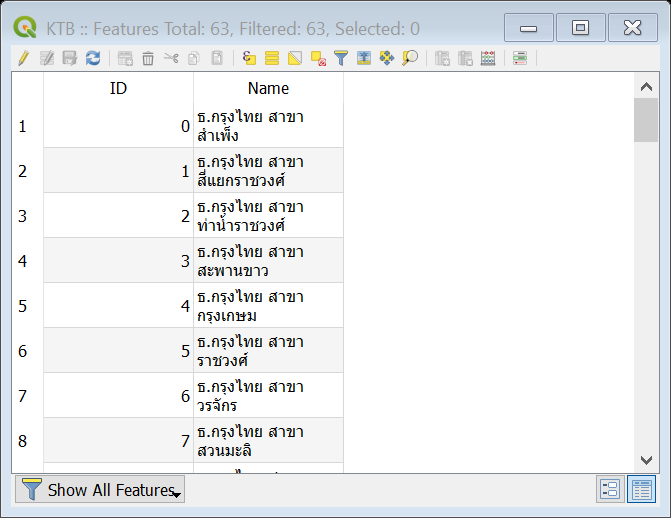 KTB :: Features Total: 63, Filtered: 63, Selected: 0
ID Name
1 0 ธ.กรุงไทย สาขา
สำเพ็ง
2 1 ธ.กรุงไทย สาขา
สี่แยกราชวงศ์
3 2 ธ.กรุงไทย สาขา
ท่าน้ำราชวงศ์
4 3 ธ.กรุงไทย สาขา
สะพานขาว
5 4 ธ.กรุงไทย สาขา
กรุงเกษม
6 5 ธ.กรุงไทย สาขา
ราชวงศ์
7 6 ธ.กรุงไทย สาขา
วรจักร
8 7 ธ.กรุงไทย สาขา
สวนมะลิ
Show All Features